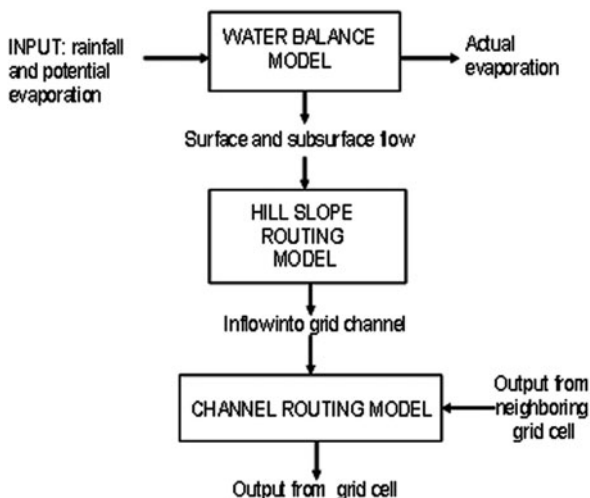 INPUT: rainfall
and potential
evaporation
WATER BALANCE
MODEL
Actual
evaporation
Surface and subsurface flow
HILL SLOPE
ROUTING
MODEL
Inflowinto grid channel
CHANNEL ROUTING MODEL
Output from
neighboring
grid cell
Output from grid cell